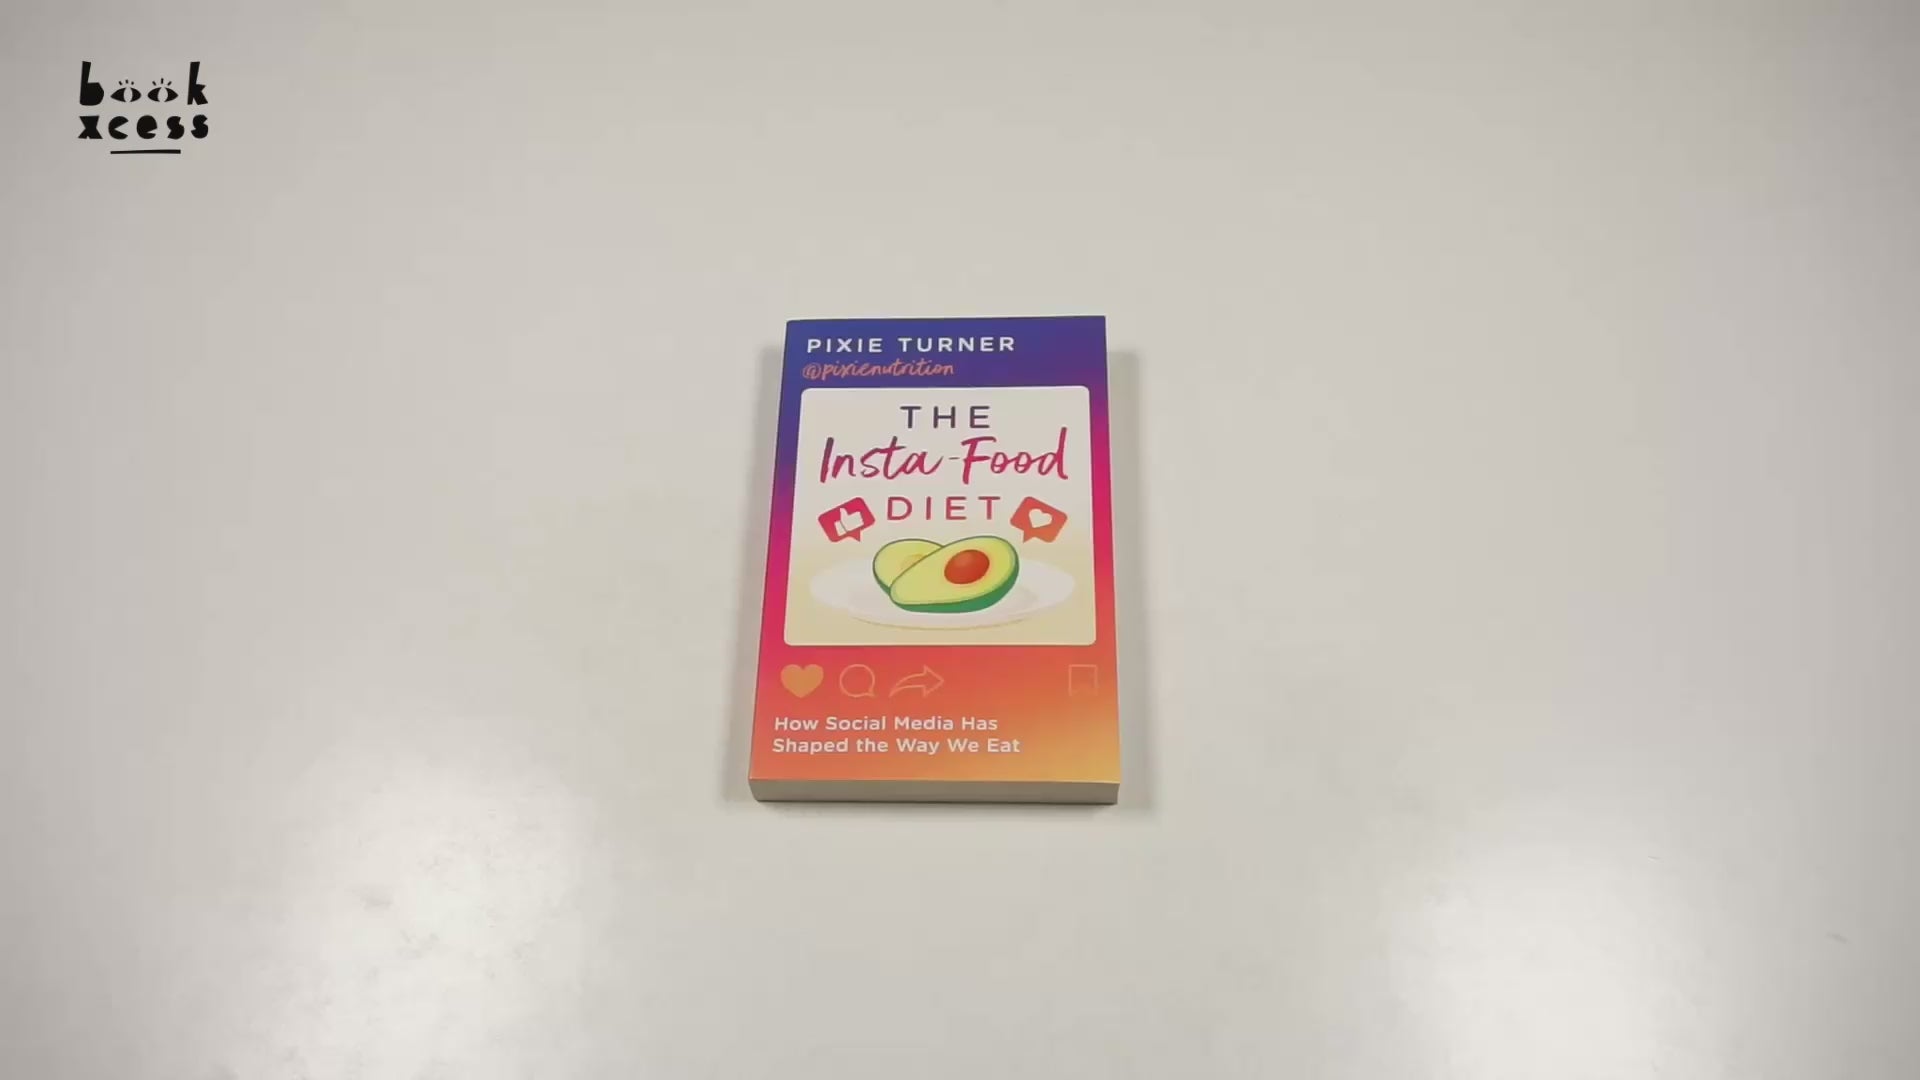 book
xcess
PIXIE TURNER
@pixienutrition
THE
Insta-Food
DIET
How Social Media Has
Shaped the Way We Eat